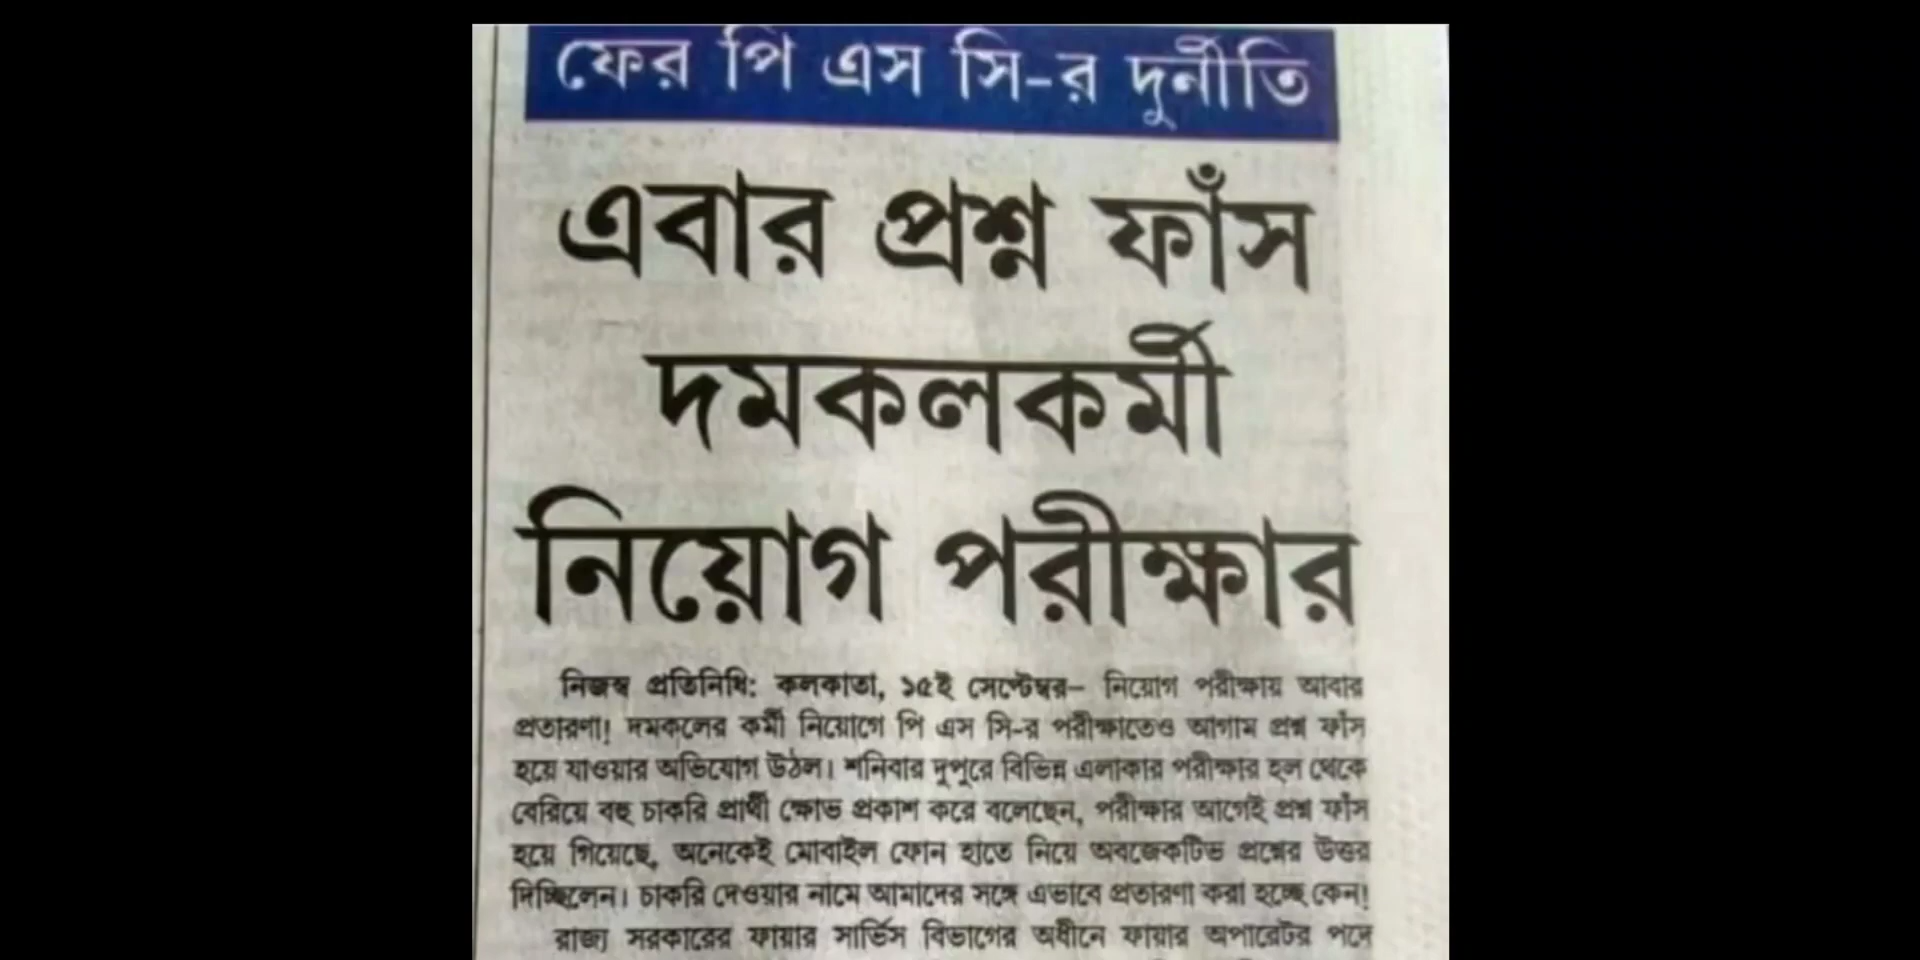 ফের পি এস সি-র দুর্নীতি
এবার প্রশ্ন ফাঁস
দমকলকর্মী
নিয়োগ পরীক্ষার
নিজস্ব প্রতিনিধি: কলকাতা, ১৫ই সেপ্টেম্বর– নিয়োগ পরীক্ষায় আবার
প্রতারণা! দমকলের কর্মী নিয়োগে পি এস সি-র পরীক্ষাতেও আগাম প্রশ্ন ফাঁস
হয়ে যাওয়ার অভিযোগ উঠল। শনিবার দুপুরে বিভিন্ন এলাকার পরীক্ষার হল থেকে
বেরিয়ে বহু চাকরি প্রার্থী ক্ষোভ প্রকাশ করে বলেছেন, পরীক্ষার আগেই প্রশ্ন ফাঁস
হয়ে গিয়েছে, অনেকেই মোবাইল ফোন হাতে নিয়ে অবজেকটিভ প্রশ্নের উত্তর
দিচ্ছিলেন। চাকরি দেওয়ার নামে আমাদের সঙ্গে এভাবে প্রতারণা করা হচ্ছে কেন!
রাজ্য সরকারের ফায়ার সার্ভিস বিভাগের অধীনে ফায়ার অপারেটর পদে